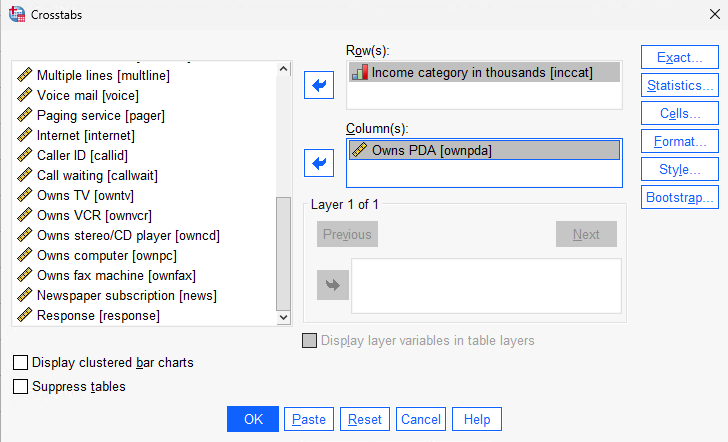 Crosstabs
Multiple lines [multline]
Voice mail [voice]
Paging service [pager]
Internet [internet]
Caller ID [callid]
Call waiting [callwait]
Owns TV [owntv]
Owns VCR [ownvcr]
Owns stereo/CD player [owncd]
Owns computer [ownpc]
Owns fax machine [ownfax]
Newspaper subscription [news]
Response [response]
Row(s):
Income category in thousands [inccat]
Column(s):
Owns PDA [ownpda]
Layer 1 of 1
Previous
Next
Display layer variables in table layers
Exact...
Statistics...
Cells...
Format...
Style...
Bootstrap...
Display clustered bar charts
Suppress tables
OK
Paste
Reset
Cancel
Help